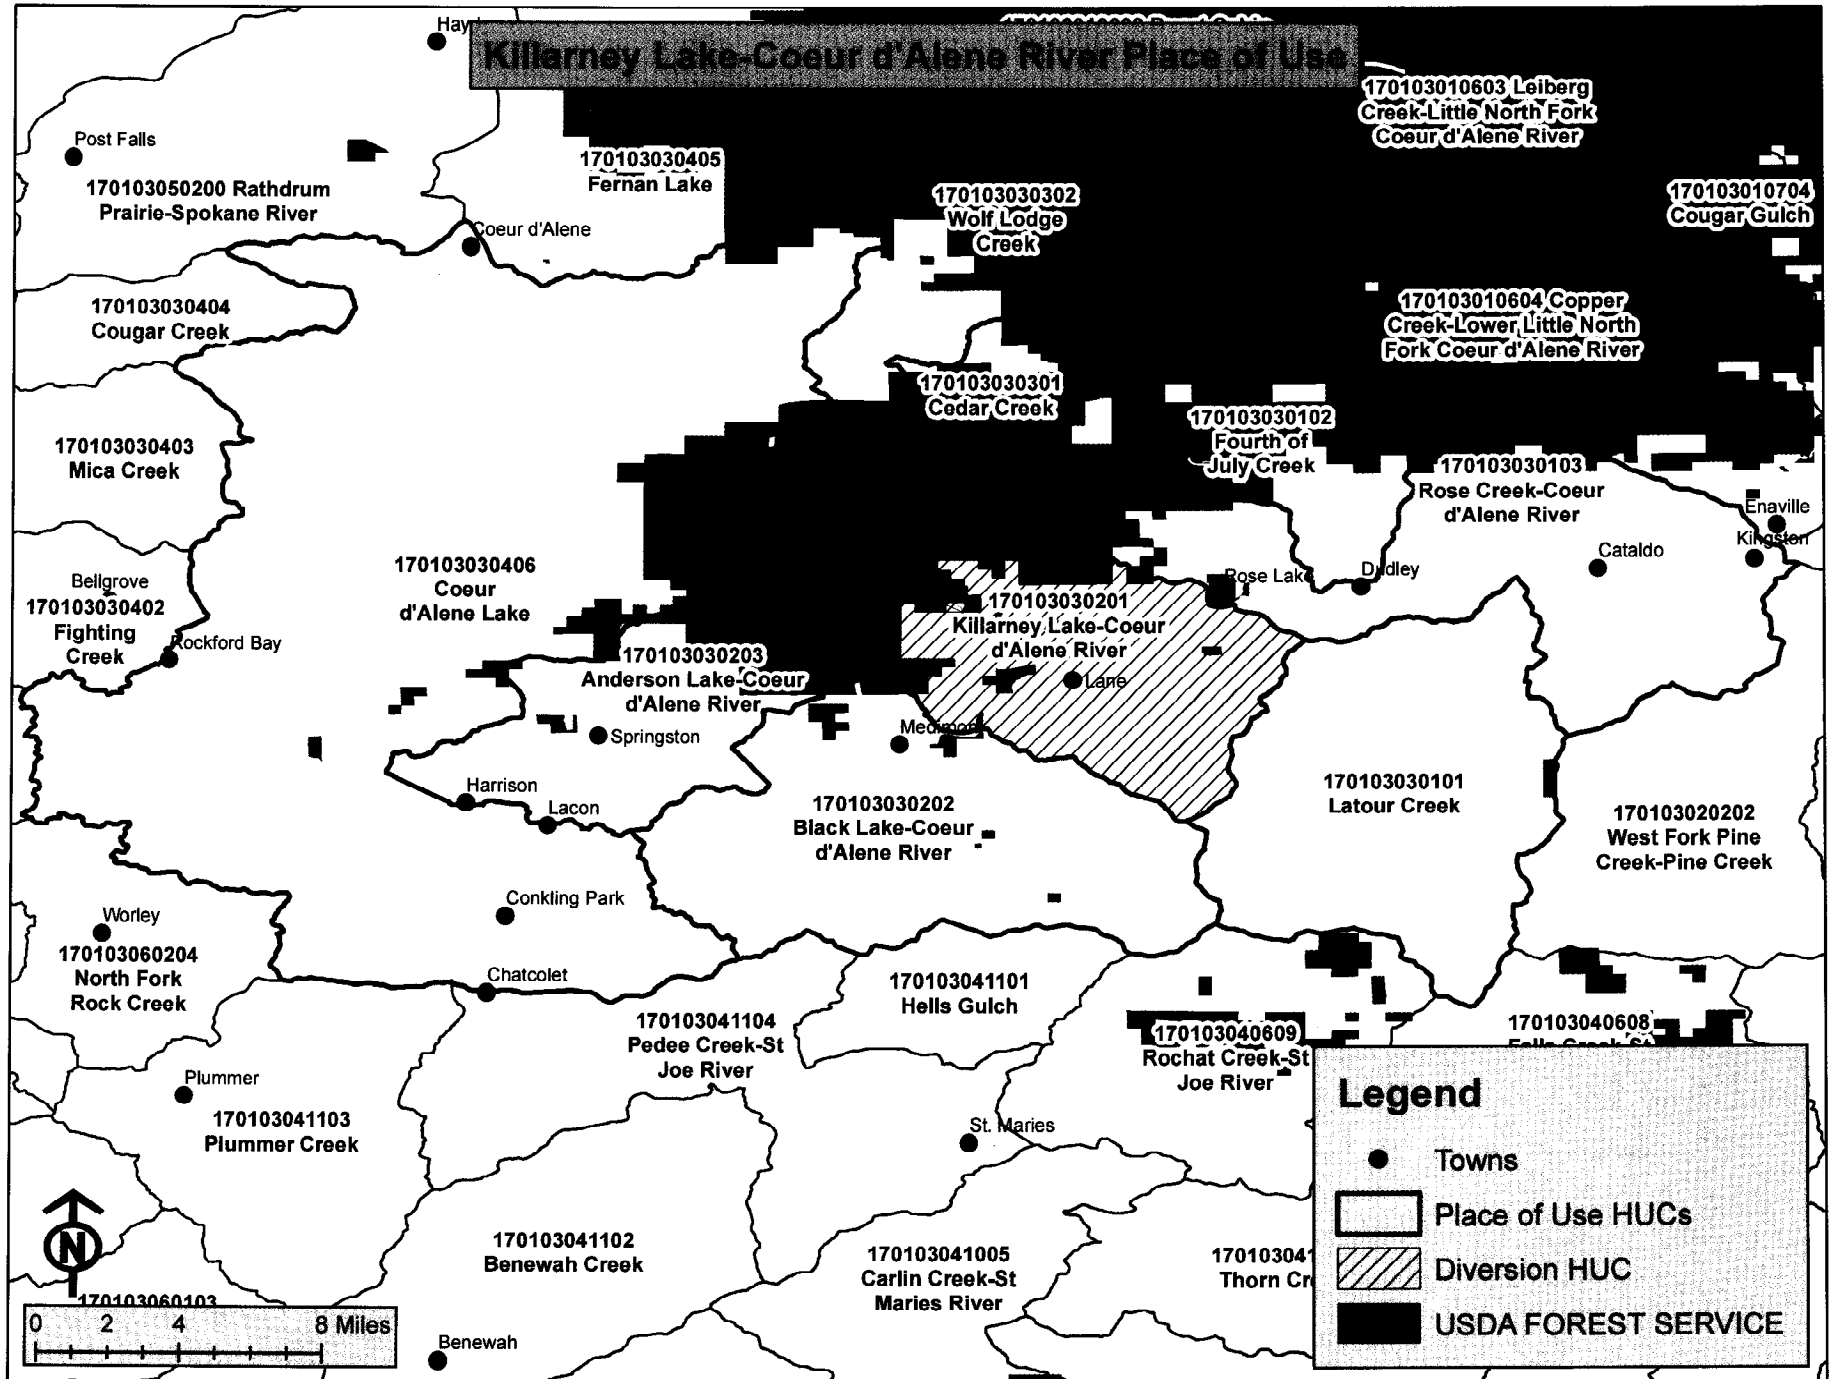 Killarney Lake-Coeur d'Alene River Place of Use
170103010603 Leiberg
Creek-Little North Fork
Coeur d'Alene River
Post Falls
170103050200 Rathdrum
Prairie-Spokane River
170103030405
Fernan Lake
170103030302
Wolf Lodge
Creek
170103010704
Cougar Gulch
Coeur d'Alene
170103030404
Cougar Creek
170103010604 Copper
Creek-Lower Little North
Fork Coeur d'Alene River
170103030301
Cedar Creek
170103030102
Fourth of
July Creek
170103030403
Mica Creek
170103030103
Rose Creek-Coeur
d'Alene River
Enaville
Kingston
Cataldo
Dudley
Rose Lake
170103030406
Coeur
d'Alene Lake
Bellgrove
170103030402
Fighting
Creek
Rockford Bay
170103030201
Killarney Lake-Coeur
d'Alene River
Lane
170103030203
Anderson Lake-Coeur
d'Alene River
Springston
Medimont
Harrison
Lacon
170103030202
Black Lake-Coeur
d'Alene River
170103030101
Latour Creek
170103020202
West Fork Pine
Creek-Pine Creek
Conkling Park
Worley
170103060204
North Fork
Rock Creek
Chatcolet
170103041101
Hells Gulch
170103041104
Pedee Creek-St
Joe River
170103040609
Rochat Creek-St
Joe River
170103040608
Falls Creek-St
Plummer
170103041103
Plummer Creek
St. Maries
170103041102
Benewah Creek
170103041005
Carlin Creek-St
Maries River
170103041
Thorn Cr
170103060103
Benewah
N
0 2 4 8 Miles
Legend
Towns
Place of Use HUCs
Diversion HUC
USDA FOREST SERVICE